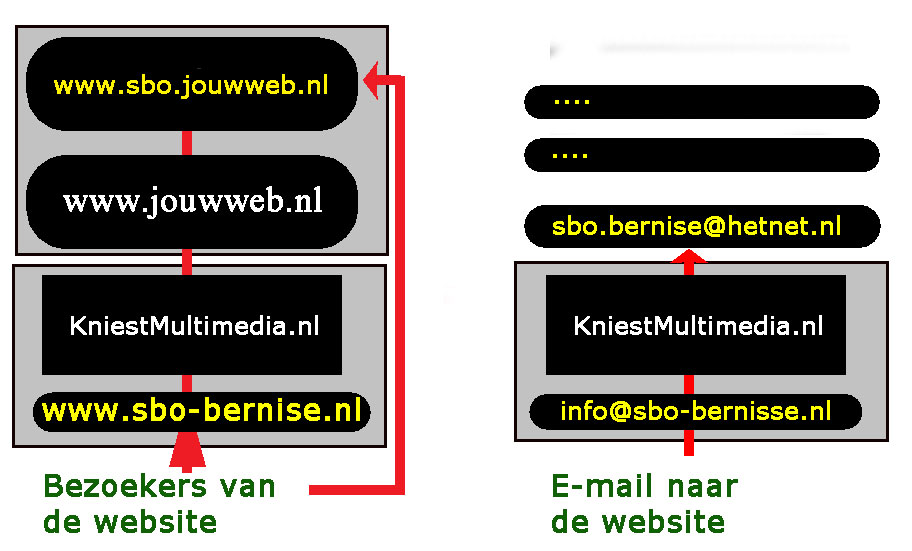 www.sbo.jouwweb.nl
www.jouwweb.nl
KniestMultimedia.nl
www.sbo-bernise.nl
Bezoekers van
de website
....
....
sbo.bernise@hetnet.nl
KniestMultimedia.nl
info@sbo-bernisse.nl
E-mail naar
de website